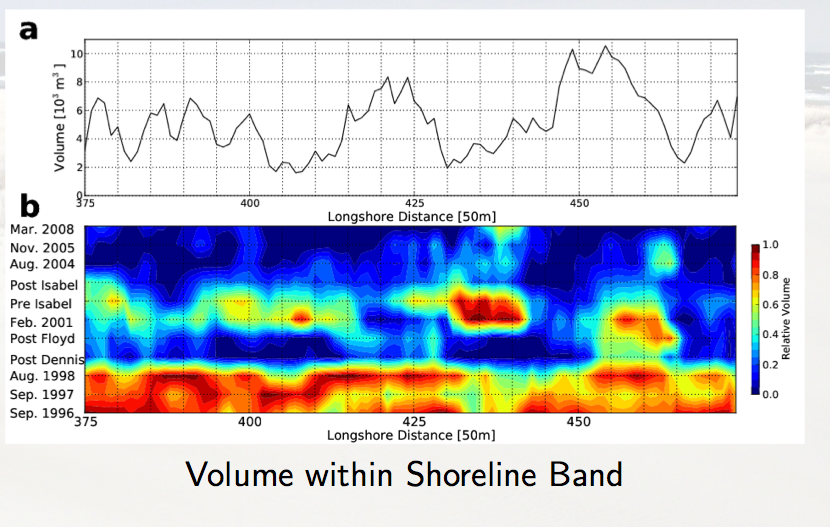 a
10
8
6
4
2
0
Volume [10³ m³ ]
375 400 425 450
Longshore Distance [50m]
b
Mar. 2008
Nov. 2005
Aug. 2004
Post Isabel
Pre Isabel
Feb. 2001
Post Floyd
Post Dennis
Aug. 1998
Sep. 1997
Sep. 1996
375 400 425 450
Longshore Distance [50m]
1.0
0.8
0.6
0.4
0.2
0.0
Relative Volume
Volume within Shoreline Band